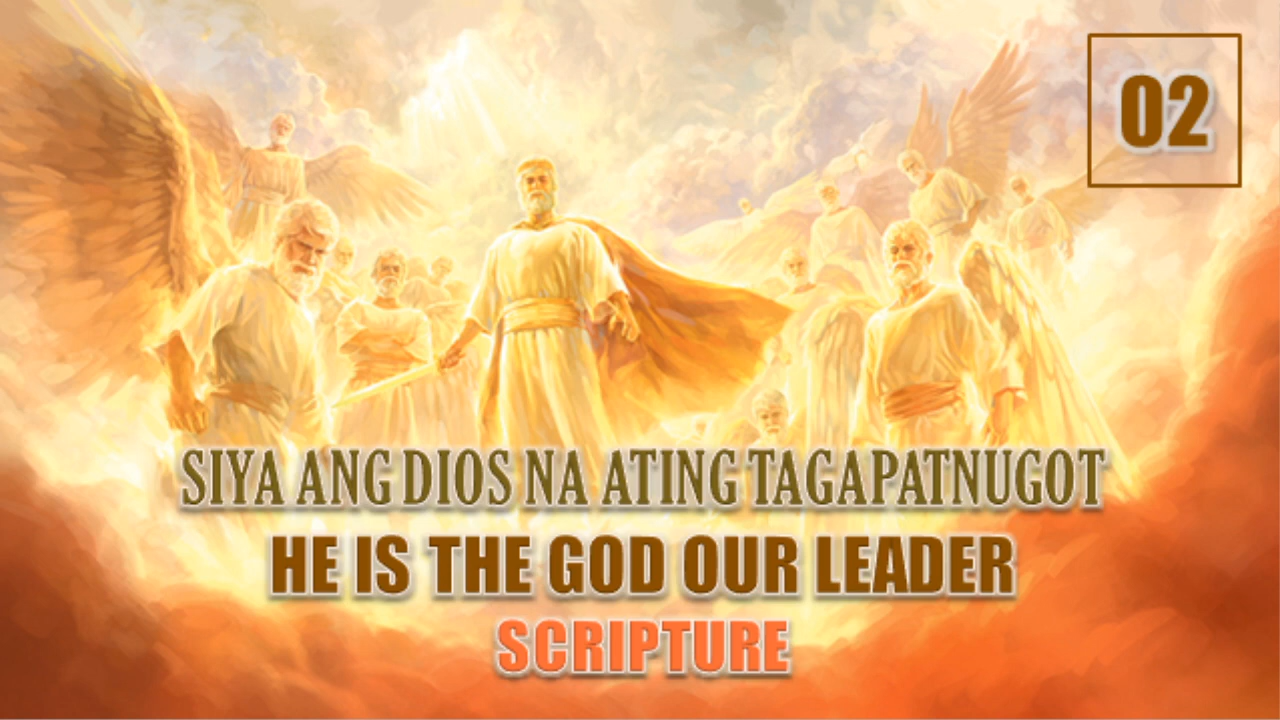 02
SIYA ANG DIOS NA ATING TAGAPATNUGOT
HE IS THE GOD OUR LEADER
SCRIPTURE